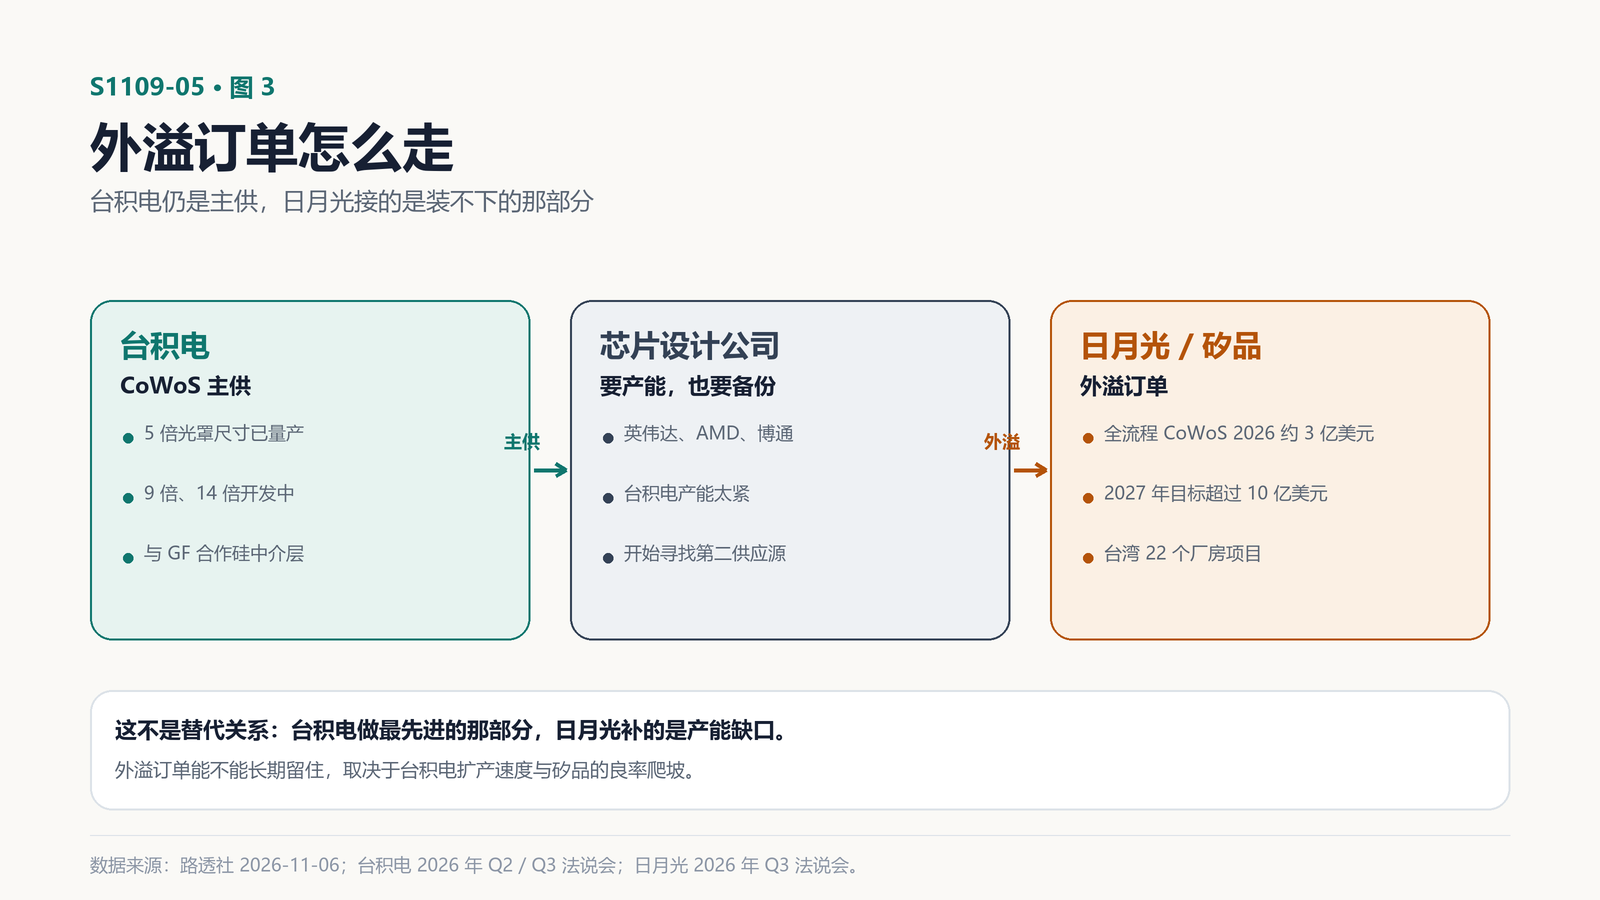 S1109-05 • 图 3
外溢订单怎么走
台积电仍是主供，日月光接的是装不下的那部分
台积电
CoWoS 主供
5 倍光罩尺寸已量产
9 倍、14 倍开发中
与 GF 合作硅中介层
主供
芯片设计公司
要产能，也要备份
英伟达、AMD、博通
台积电产能太紧
开始寻找第二供应源
外溢
日月光 / 矽品
外溢订单
全流程 CoWoS 2026 约 3 亿美元
2027 年目标超过 10 亿美元
台湾 22 个厂房项目
这不是替代关系：台积电做最先进的那部分，日月光补的是产能缺口。
外溢订单能不能长期留住，取决于台积电扩产速度与矽品的良率爬坡。
数据来源：路透社 2026-11-06；台积电 2026 年 Q2 / Q3 法说会；日月光 2026 年 Q3 法说会。